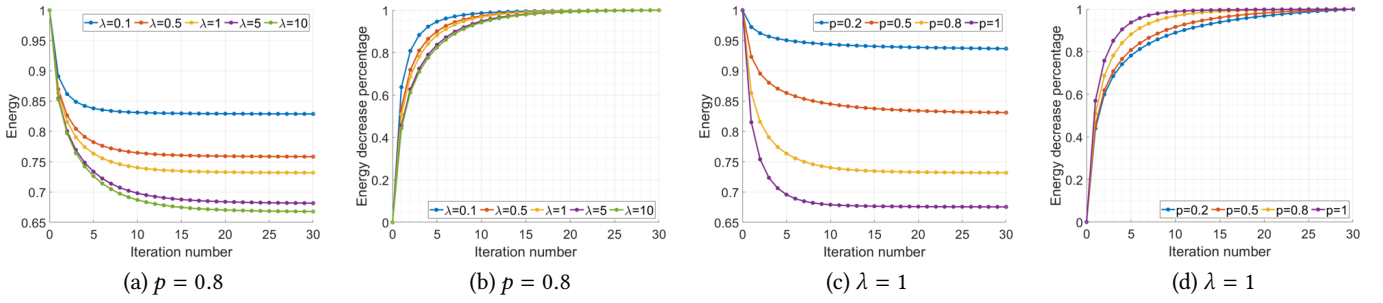 Energy
1
0.95
0.9
0.85
0.8
0.75
0.7
0.65
0 5 10 15 20 25 30
Iteration number
λ=0.1 λ=0.5 λ=1 λ=5 λ=10
(a) p = 0.8
Energy decrease percentage
1
0.8
0.6
0.4
0.2
0
0 5 10 15 20 25 30
Iteration number
λ=0.1 λ=0.5 λ=1 λ=5 λ=10
(b) p = 0.8
Energy
1
0.95
0.9
0.85
0.8
0.75
0.7
0.65
0 5 10 15 20 25 30
Iteration number
p=0.2 p=0.5 p=0.8 p=1
(c) λ = 1
Energy decrease percentage
1
0.8
0.6
0.4
0.2
0
0 5 10 15 20 25 30
Iteration number
p=0.2 p=0.5 p=0.8 p=1
(d) λ = 1